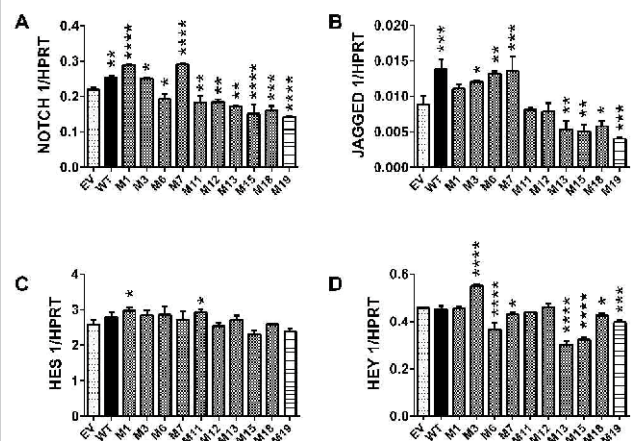 A
NOTCH 1/HPRT
0.4
0.3
0.2
0.1
0.0
** **** * * **** ** ** ** **** *** ****
EV WT M1 M3 M6 M7 M11 M12 M13 M15 M18 M19
B
JAGGED 1/HPRT
0.015
0.010
0.005
0.000
*** * ** *** ** ** * ***
EV WT M1 M3 M6 M7 M11 M12 M13 M15 M18 M19
C
HES 1/HPRT
4
3
2
1
0
* *
EV WT M1 M3 M6 M7 M11 M12 M13 M15 M18 M19
D
HEY 1/HPRT
0.6
0.4
0.2
0.0
**** **** * **** **** * ***
EV WT M1 M3 M6 M7 M11 M12 M13 M15 M18 M19